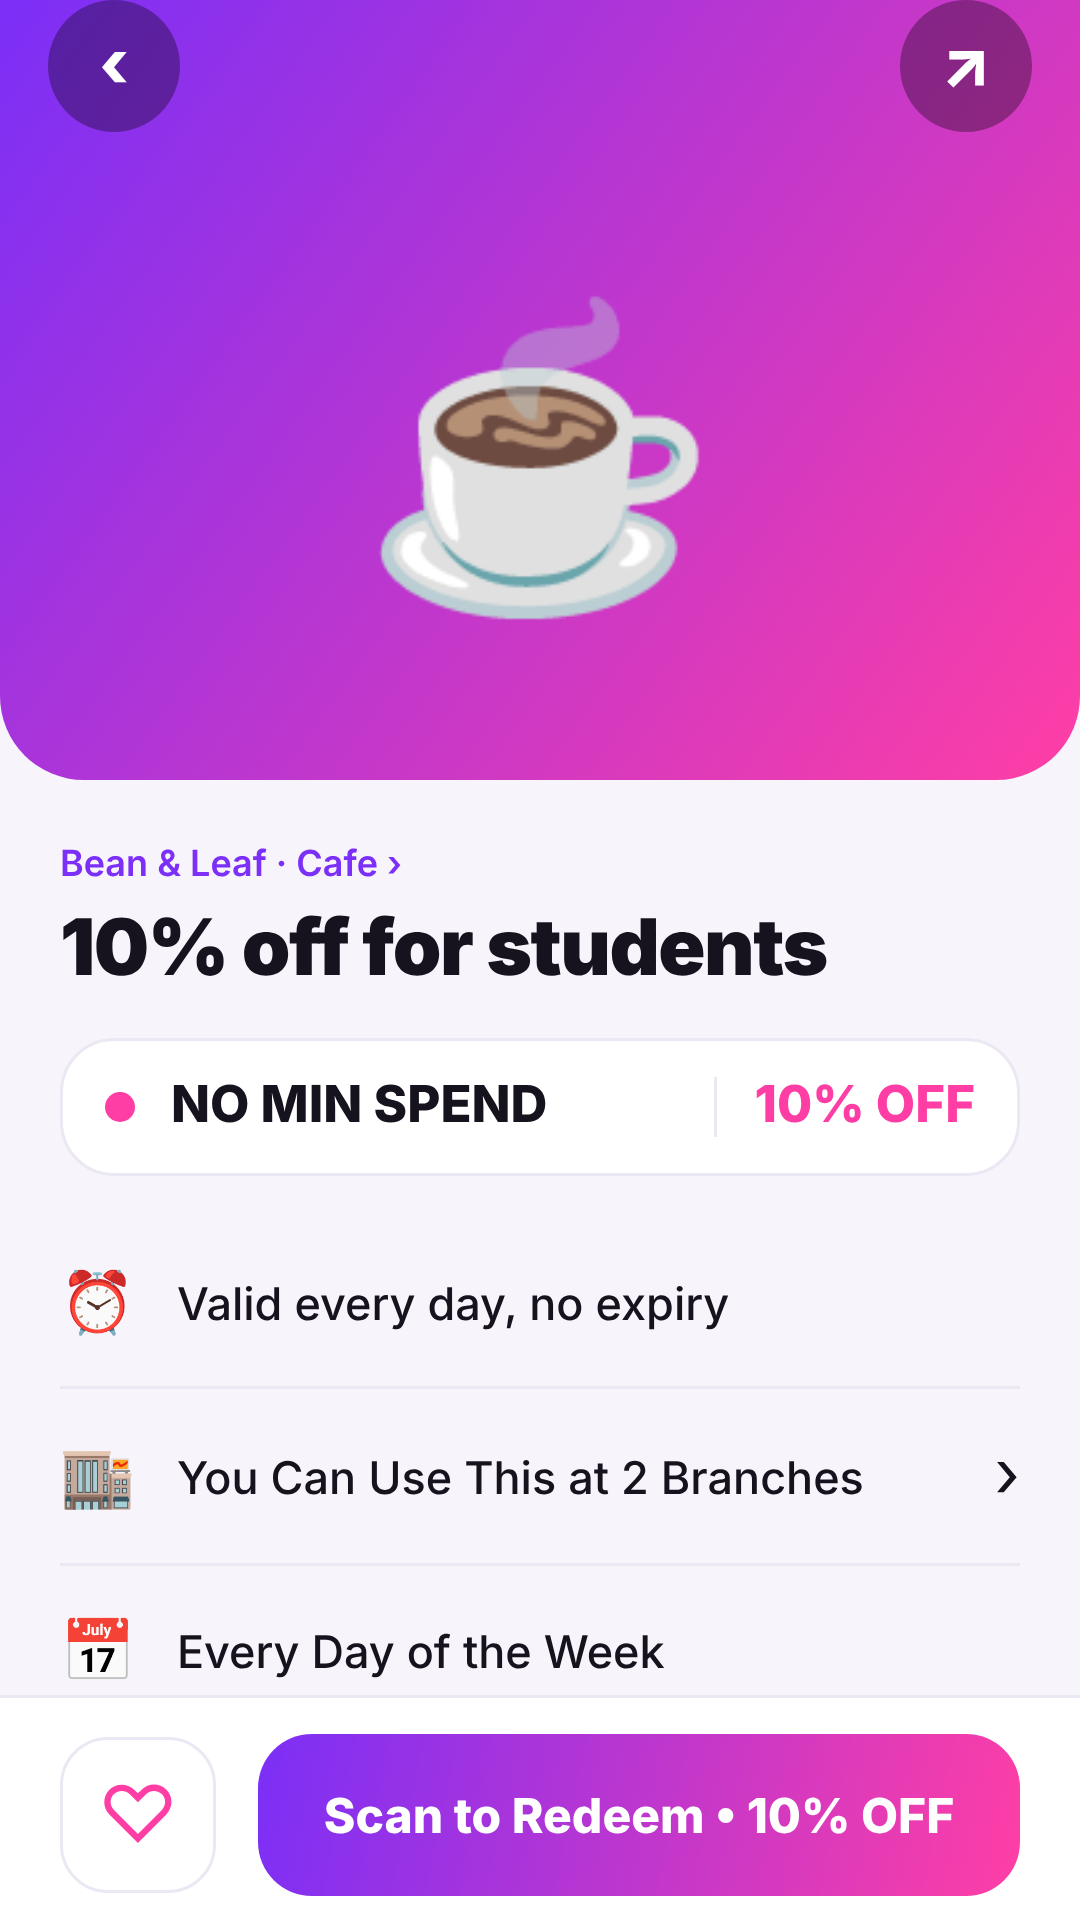 Bean & Leaf · Cafe ›
10% off for students
NO MIN SPEND
10% OFF
Valid every day, no expiry
You Can Use This at 2 Branches
July
17
Every Day of the Week
Scan to Redeem • 10% OFF